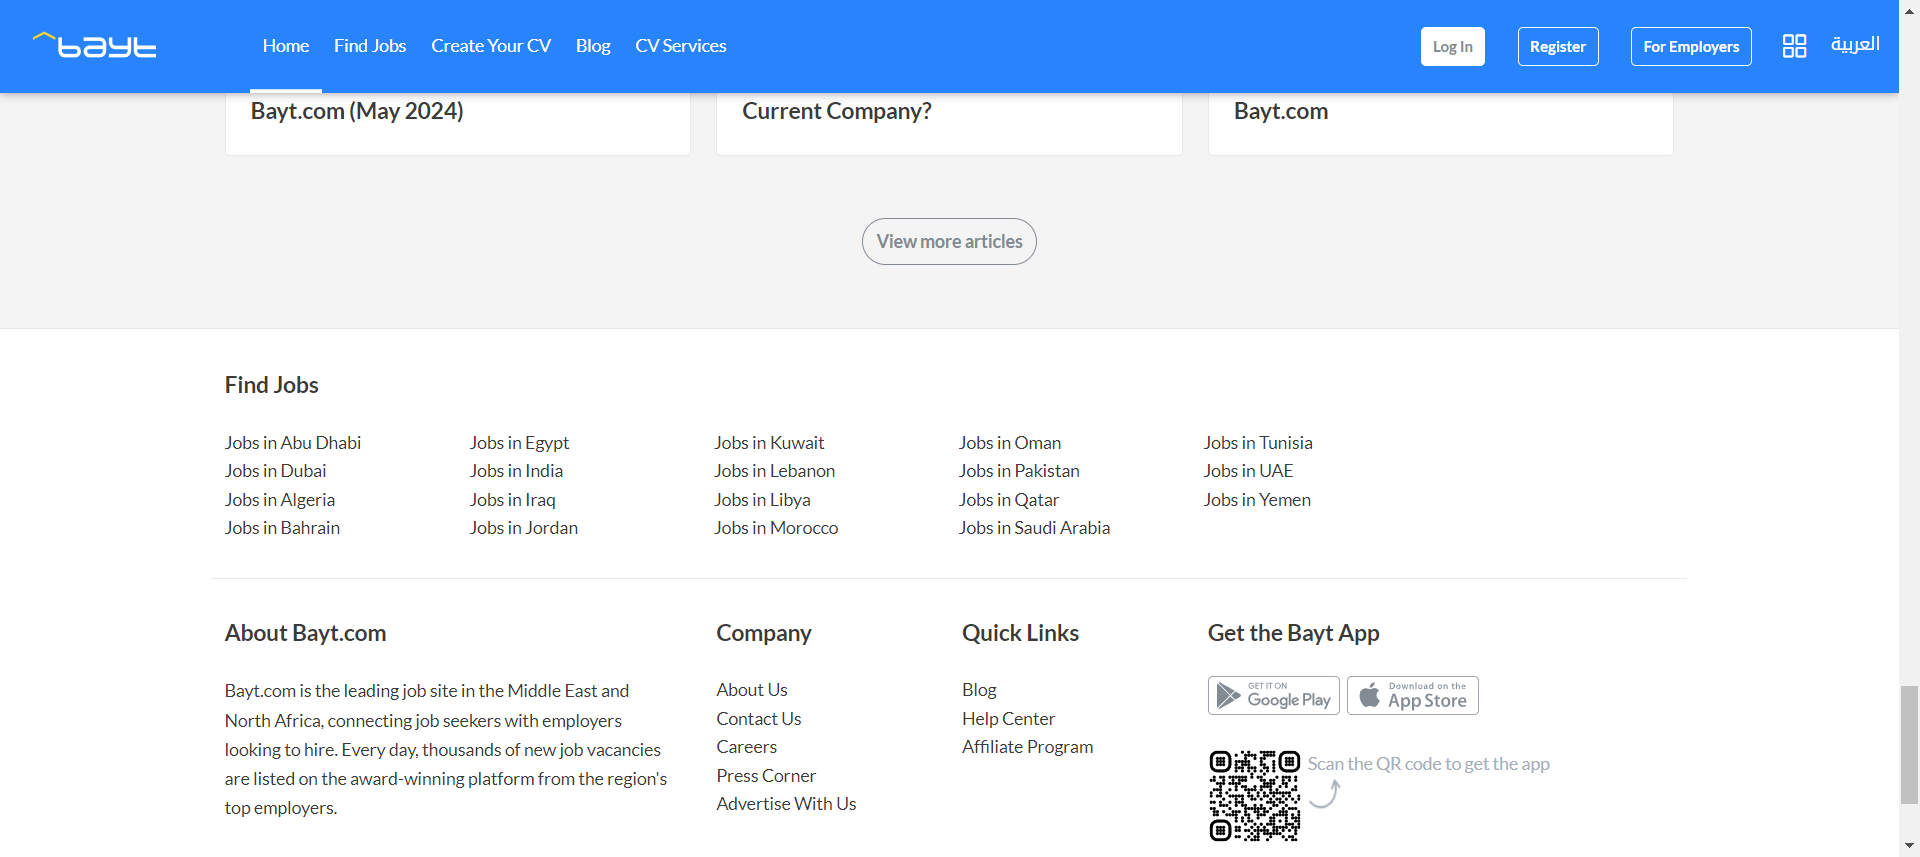 bayt
Home Find Jobs Create Your CV Blog CV Services Log In Register For Employers العربية
Bayt.com (May 2024) Current Company? Bayt.com
View more articles
Find Jobs
Jobs in Abu Dhabi Jobs in Egypt Jobs in Kuwait Jobs in Oman Jobs in Tunisia
Jobs in Dubai Jobs in India Jobs in Lebanon Jobs in Pakistan Jobs in UAE
Jobs in Algeria Jobs in Iraq Jobs in Libya Jobs in Qatar Jobs in Yemen
Jobs in Bahrain Jobs in Jordan Jobs in Morocco Jobs in Saudi Arabia
About Bayt.com
Bayt.com is the leading job site in the Middle East and
North Africa, connecting job seekers with employers
looking to hire. Every day, thousands of new job vacancies
are listed on the award-winning platform from the region's
top employers.
Company
About Us
Contact Us
Careers
Press Corner
Advertise With Us
Quick Links
Blog
Help Center
Affiliate Program
Get the Bayt App
GET IT ON
Google Play
Download on the
App Store
Scan the QR code to get the app